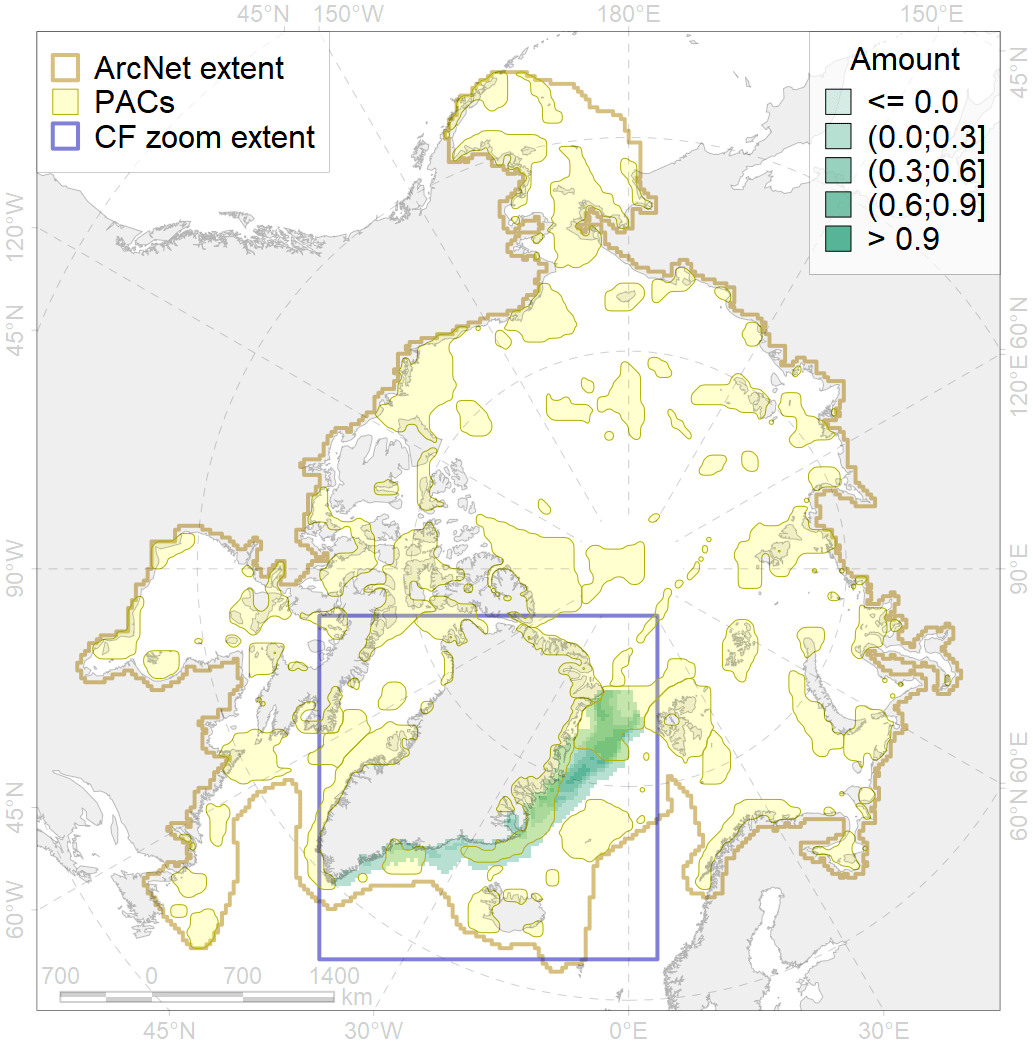 45°N 150°W 180°E 150°E
ArcNet extent
PACs
CF zoom extent
Amount
<= 0.0
(0.0;0.3]
(0.3;0.6]
(0.6;0.9]
> 0.9
45°N
120°W
45°N
90°W
45°N
60°W
60°N
120°E
90°E
60°E
60°N
45°N
700 0 700 1400
km
45°N 30°W 0°E 30°E